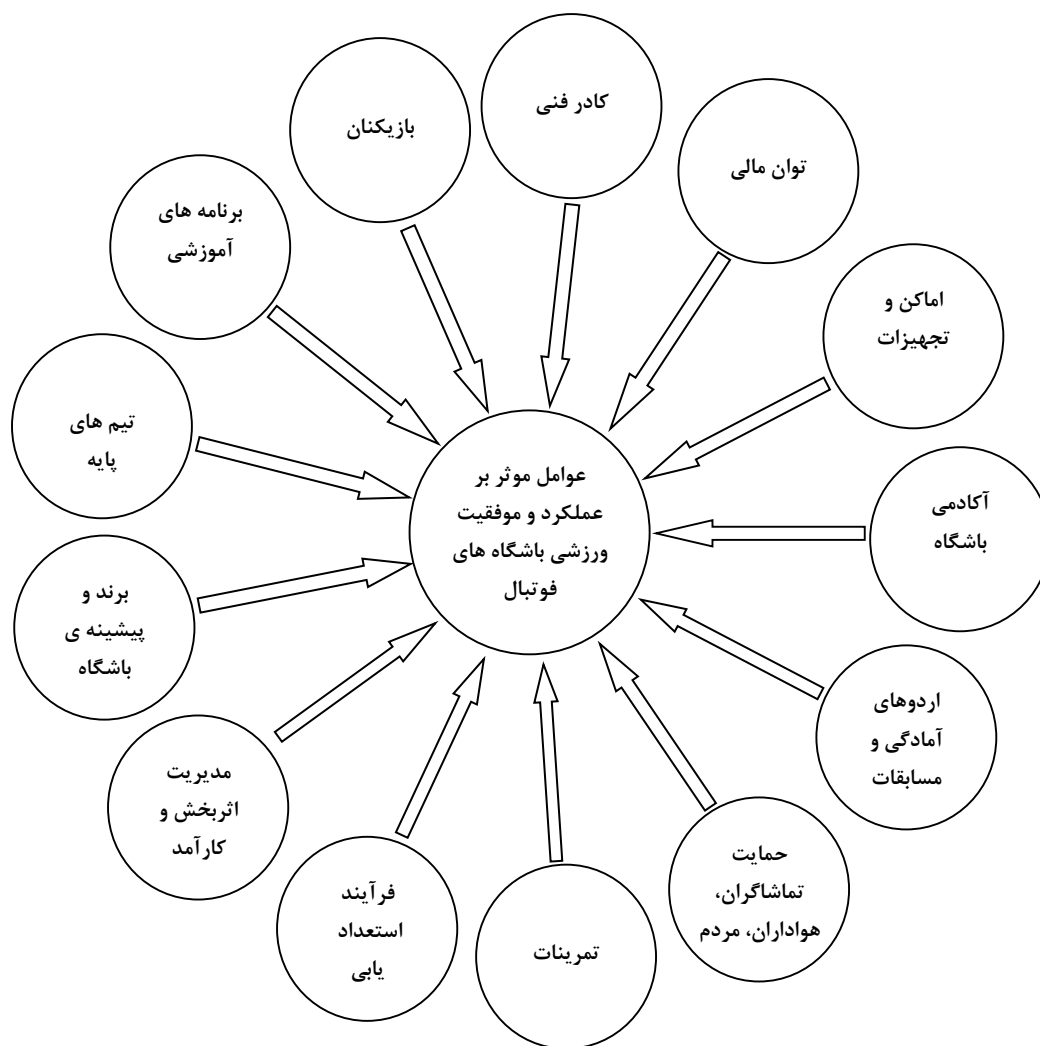 کادر فنی
بازیکنان
توان مالی
برنامه های
آموزشی
اماکن و
تجهیزات
تیم های
پایه
عوامل موثر بر
عملکرد و موفقیت
ورزشی باشگاه های
فوتبال
آکادمی
باشگاه
برند و
پیشینه ی
باشگاه
اردوهای
آمادگی و
مسابقات
مدیریت
اثربخش و
کارآمد
حمایت
تماشاگران،
هواداران، مردم
فرآیند
استعداد
یابی
تمرینات